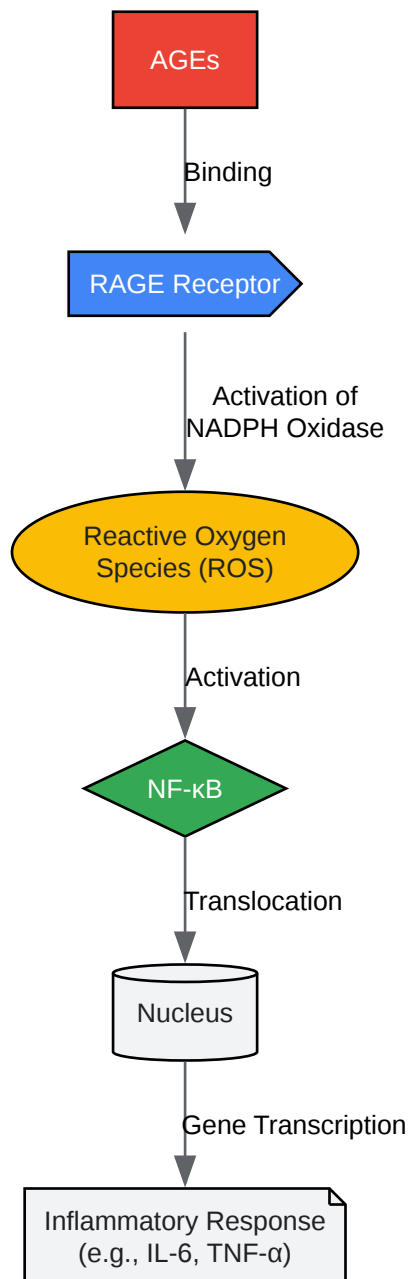 AGEs
Binding
RAGE Receptor
Activation of
NADPH Oxidase
Reactive Oxygen
Species (ROS)
Activation
NF-κB
Translocation
Nucleus
Gene Transcription
Inflammatory Response
(e.g., IL-6, TNF-α)